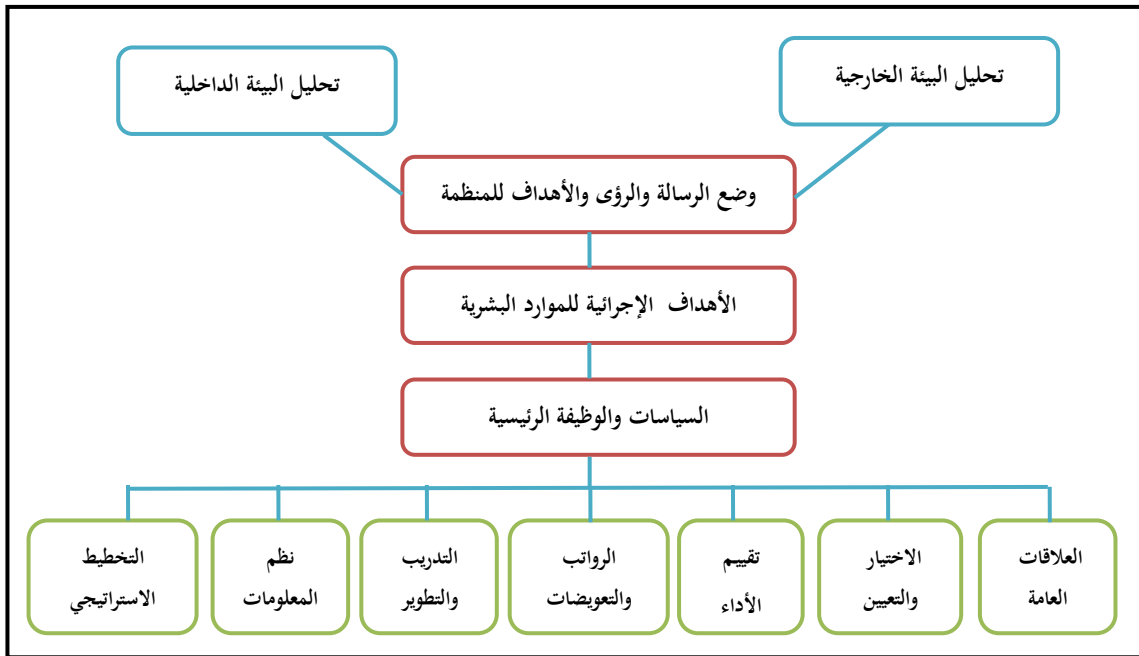 تحليل البيئة الخارجية
تحليل البيئة الداخلية
وضع الرسالة والرؤى والأهداف للمنظمة
الأهداف الإجرائية للموارد البشرية
السياسات والوظيفة الرئيسية
العلاقات
العامة
الاختيار
والتعيين
تقييم
الأداء
الرواتب
والتعويضات
التدريب
والتطوير
نظم
المعلومات
التخطيط
الاستراتيجي